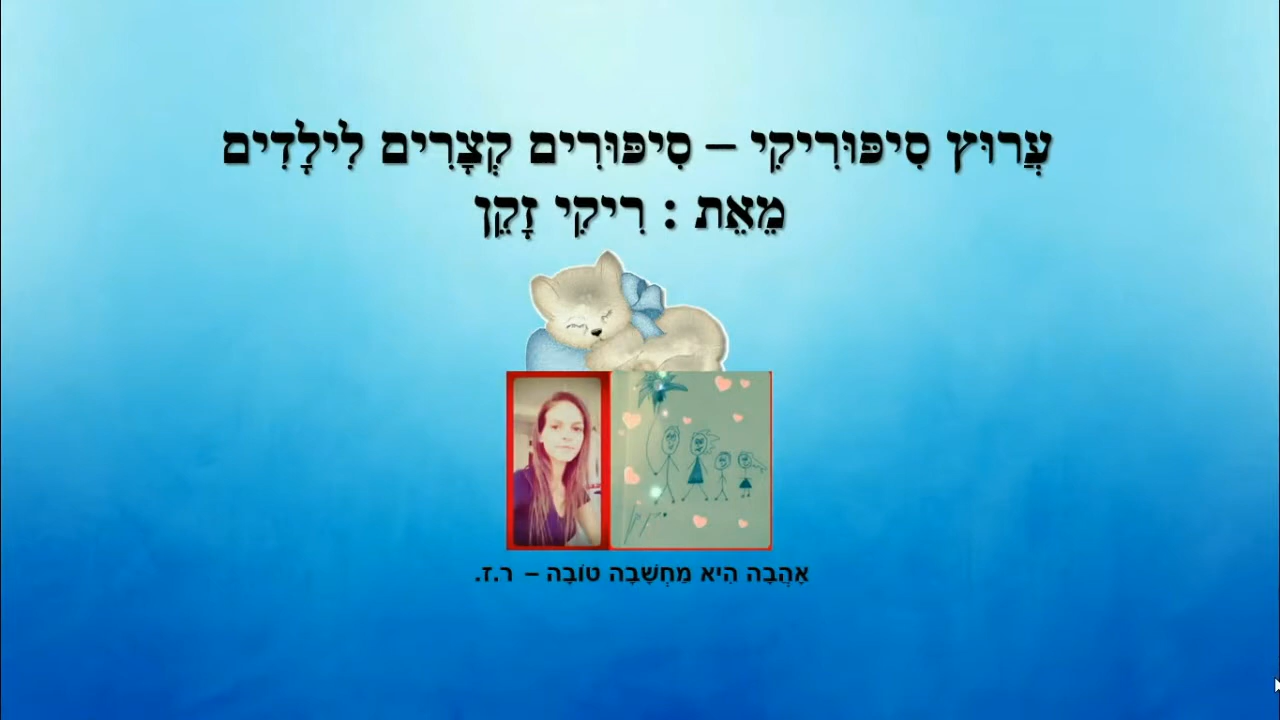 עֲרוּץ סִיפּוּרִיקִי – סִיפּוּרִים קְצָרִים לִילָדִים
מֵאֵת : רִיקִי זָקֵן
אַהֲבָה הִיא מַחְשָׁבָה טוֹבָה – ר.ז.